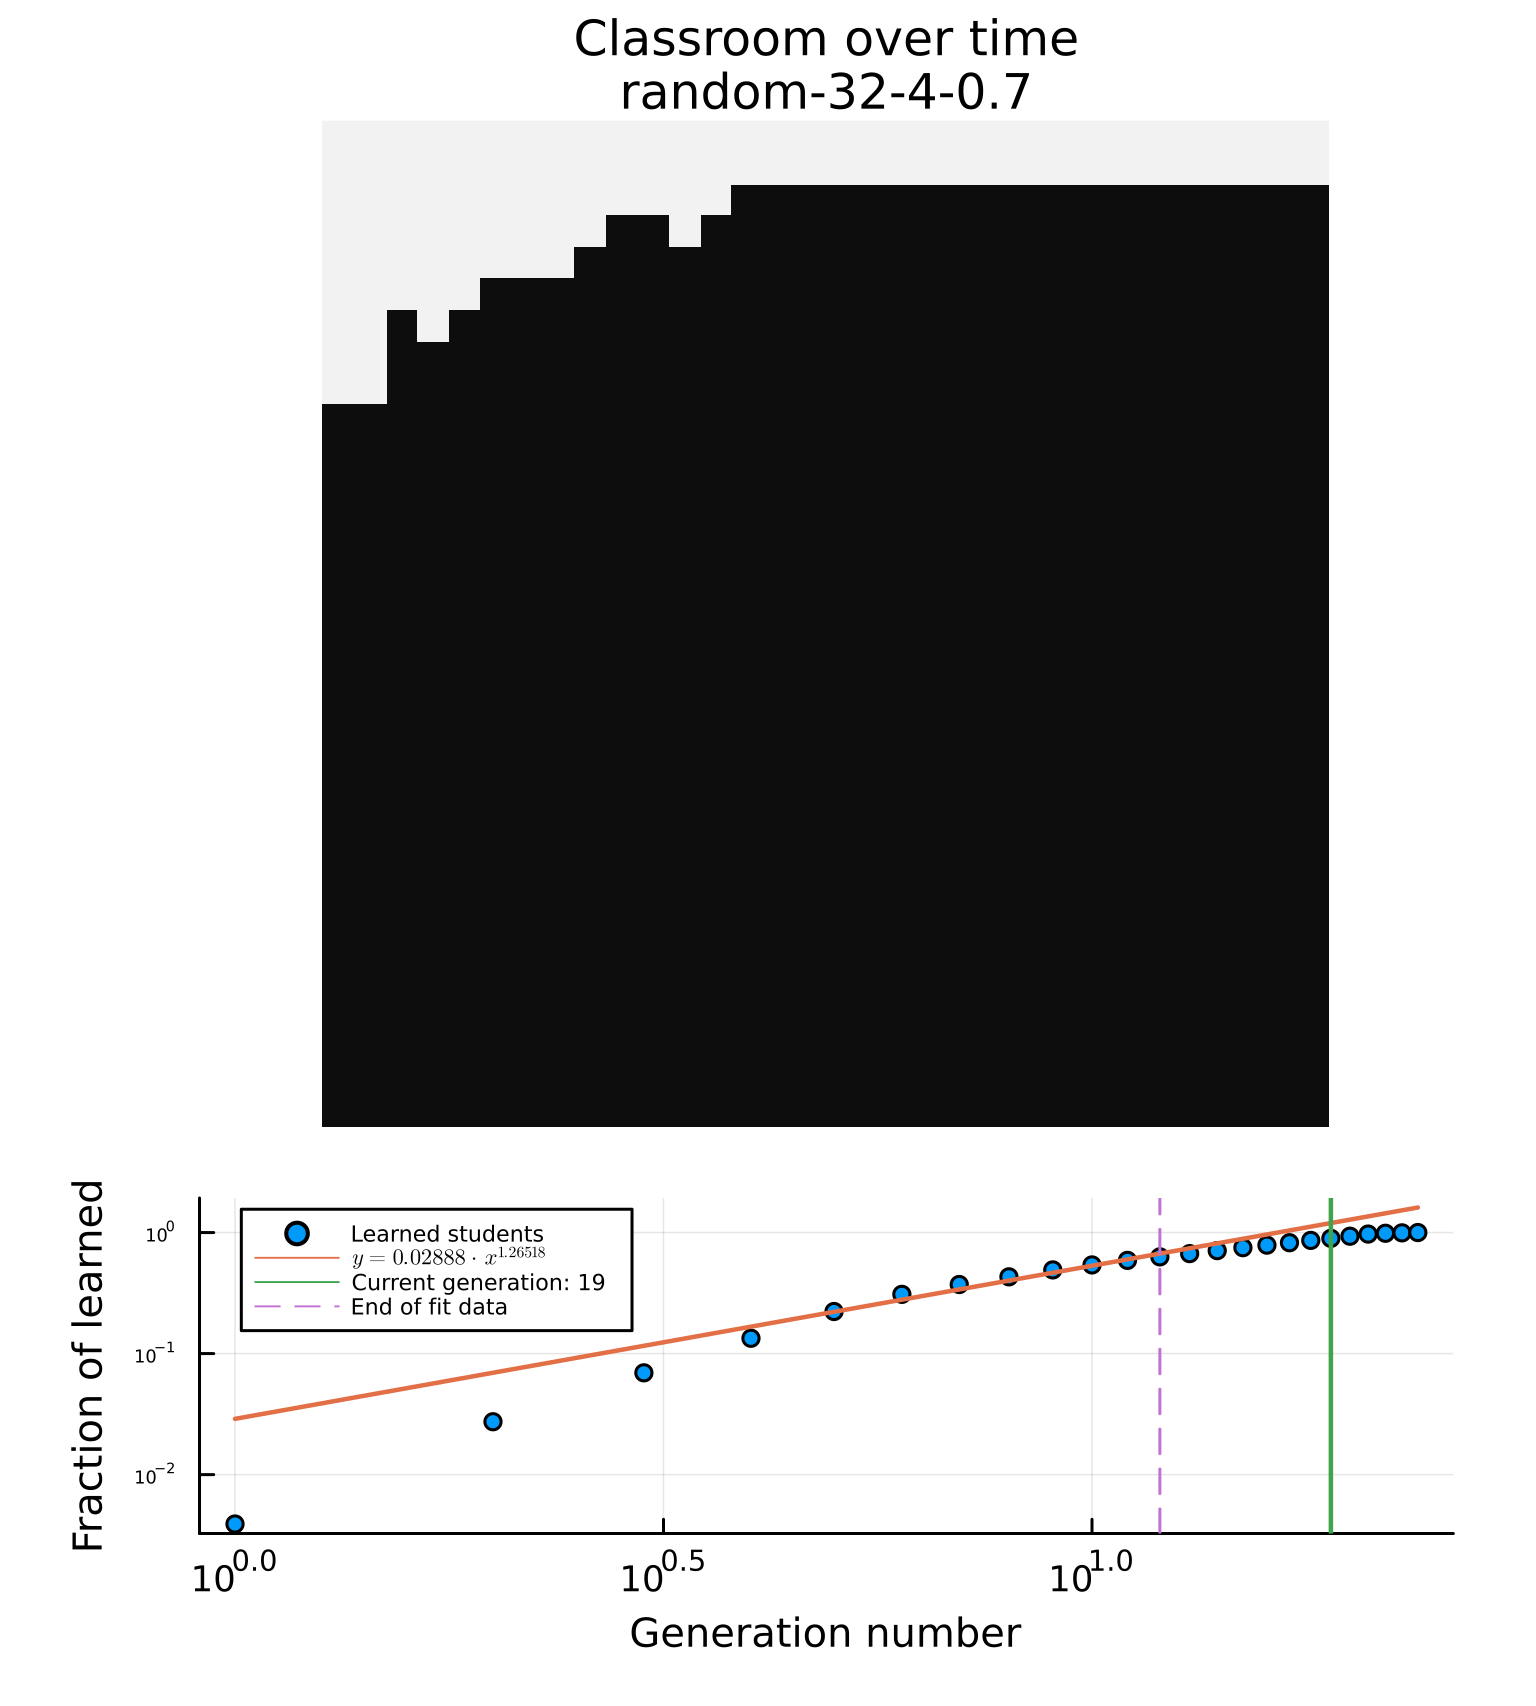 Classroom over time
random-32-4-0.7
Fraction of learned
10⁰
10⁻¹
10⁻²
Learned students
y = 0.02888 · x^1.26518
Current generation: 19
End of fit data
10^0.0
10^0.5
10^1.0
Generation number